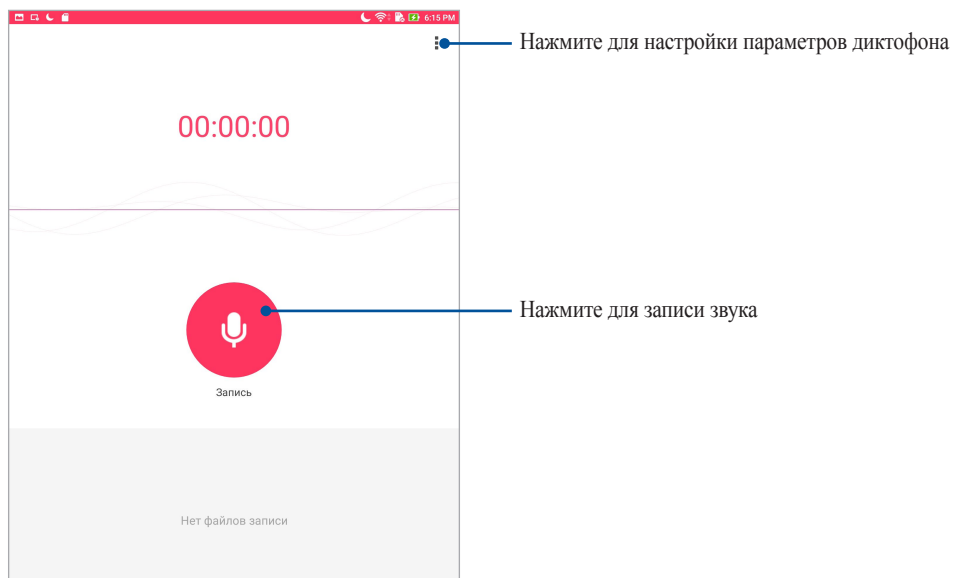 6:15 PM
Нажмите для настройки параметров диктофона
00:00:00
Нажмите для записи звука
Запись
Нет файлов записи